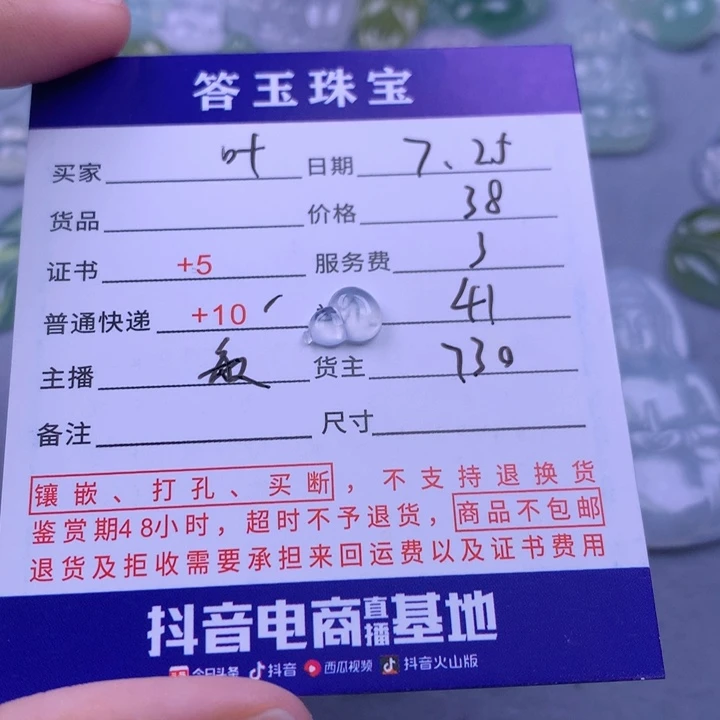 答玉珠宝
买家 叶 日期 7、25
货品 价格 38
证书 +5 服务费 3
普通快递 +10 41
主播 敏 货主 730
备注 尺寸
镶嵌、打孔、买断，不支持退换货
鉴赏期48小时，超时不予退货，商品不包邮
退货及拒收需要承担来回运费以及证书费用
抖音电商直播基地
今日头条 抖音 西瓜视频 抖音火山版